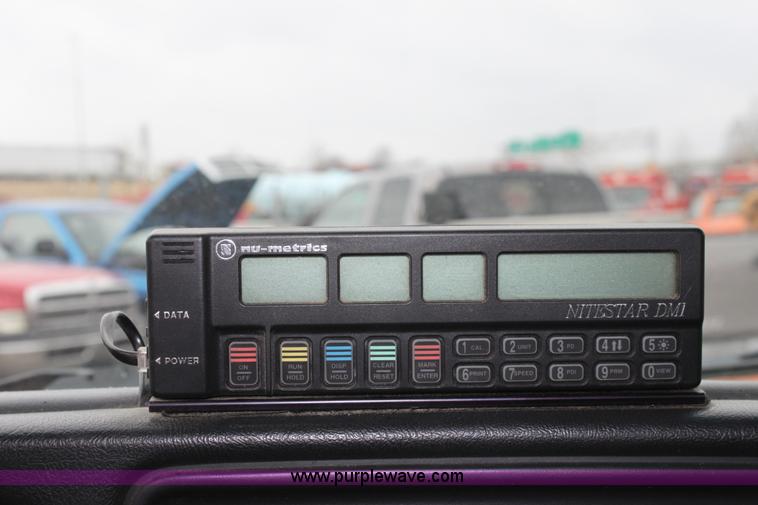 nu-metrics
NITESTAR DMI
◄ DATA
◄ POWER
ON
OFF
RUN
HOLD
DISP
HOLD
CLEAR
RESET
MARK
ENTER
1 CAL
2 UNIT
3 PD
4
5
6 PRINT
7 SPEED
8 PDI
9 PRM
0 VIEW
www.purplewave.com